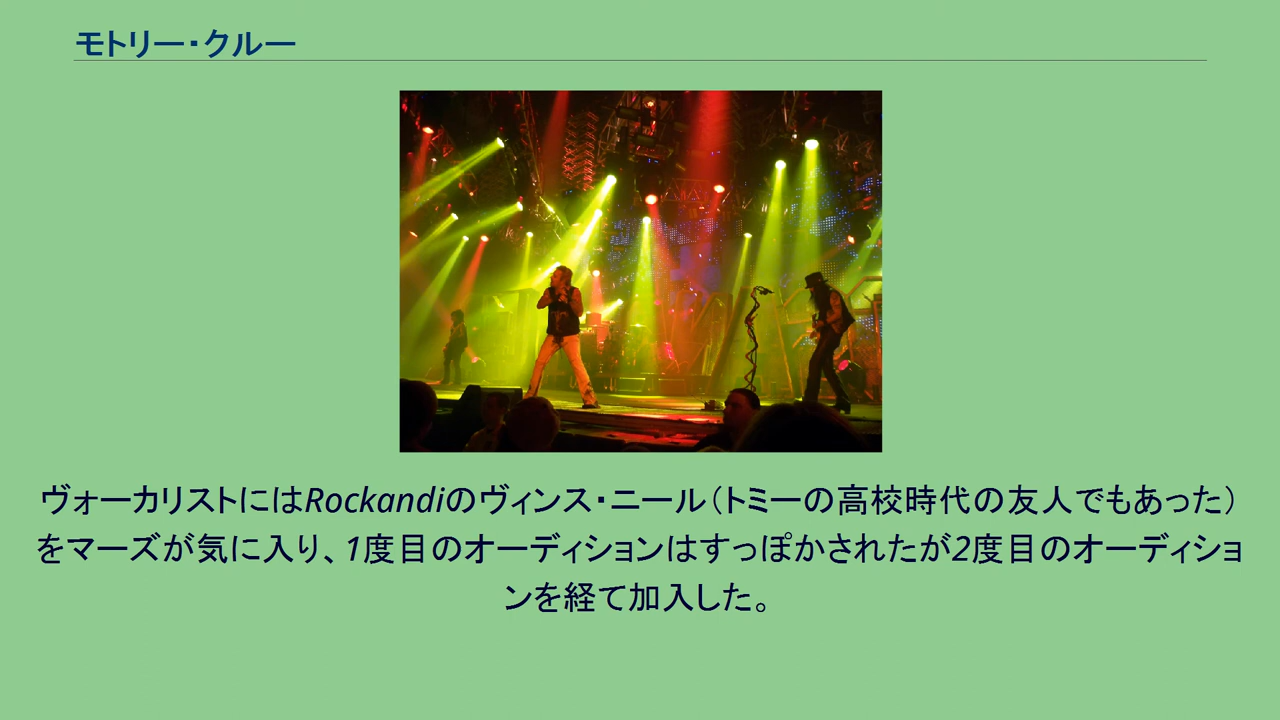 モトリー・クルー
ヴォーカリストにはRockandiのヴィンス・ニール（トミーの高校時代の友人でもあった）
をマーズが気に入り、1度目のオーディションはすっぽかされたが2度目のオーディショ
ンを経て加入した。